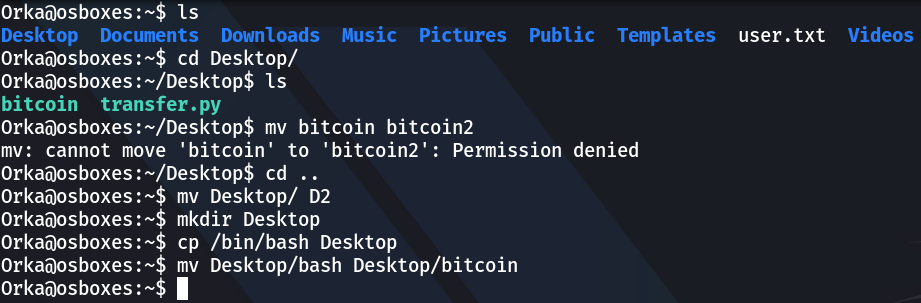 Orka@osboxes:~$ ls
Desktop  Documents  Downloads  Music  Pictures  Public  Templates  user.txt  Videos
Orka@osboxes:~$ cd Desktop/
Orka@osboxes:~/Desktop$ ls
bitcoin  transfer.py
Orka@osboxes:~/Desktop$ mv bitcoin bitcoin2
mv: cannot move 'bitcoin' to 'bitcoin2': Permission denied
Orka@osboxes:~/Desktop$ cd ..
Orka@osboxes:~$ mv Desktop/ D2
Orka@osboxes:~$ mkdir Desktop
Orka@osboxes:~$ cp /bin/bash Desktop
Orka@osboxes:~$ mv Desktop/bash Desktop/bitcoin
Orka@osboxes:~$